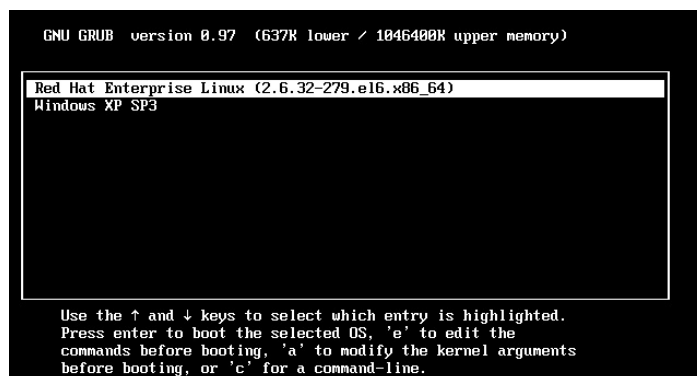 GNU GRUB  version 0.97  (637K lower / 1046400K upper memory)
Red Hat Enterprise Linux (2.6.32-279.el6.x86_64)
Windows XP SP3
Use the ↑ and ↓ keys to select which entry is highlighted.
Press enter to boot the selected OS, 'e' to edit the
commands before booting, 'a' to modify the kernel arguments
before booting, or 'c' for a command-line.